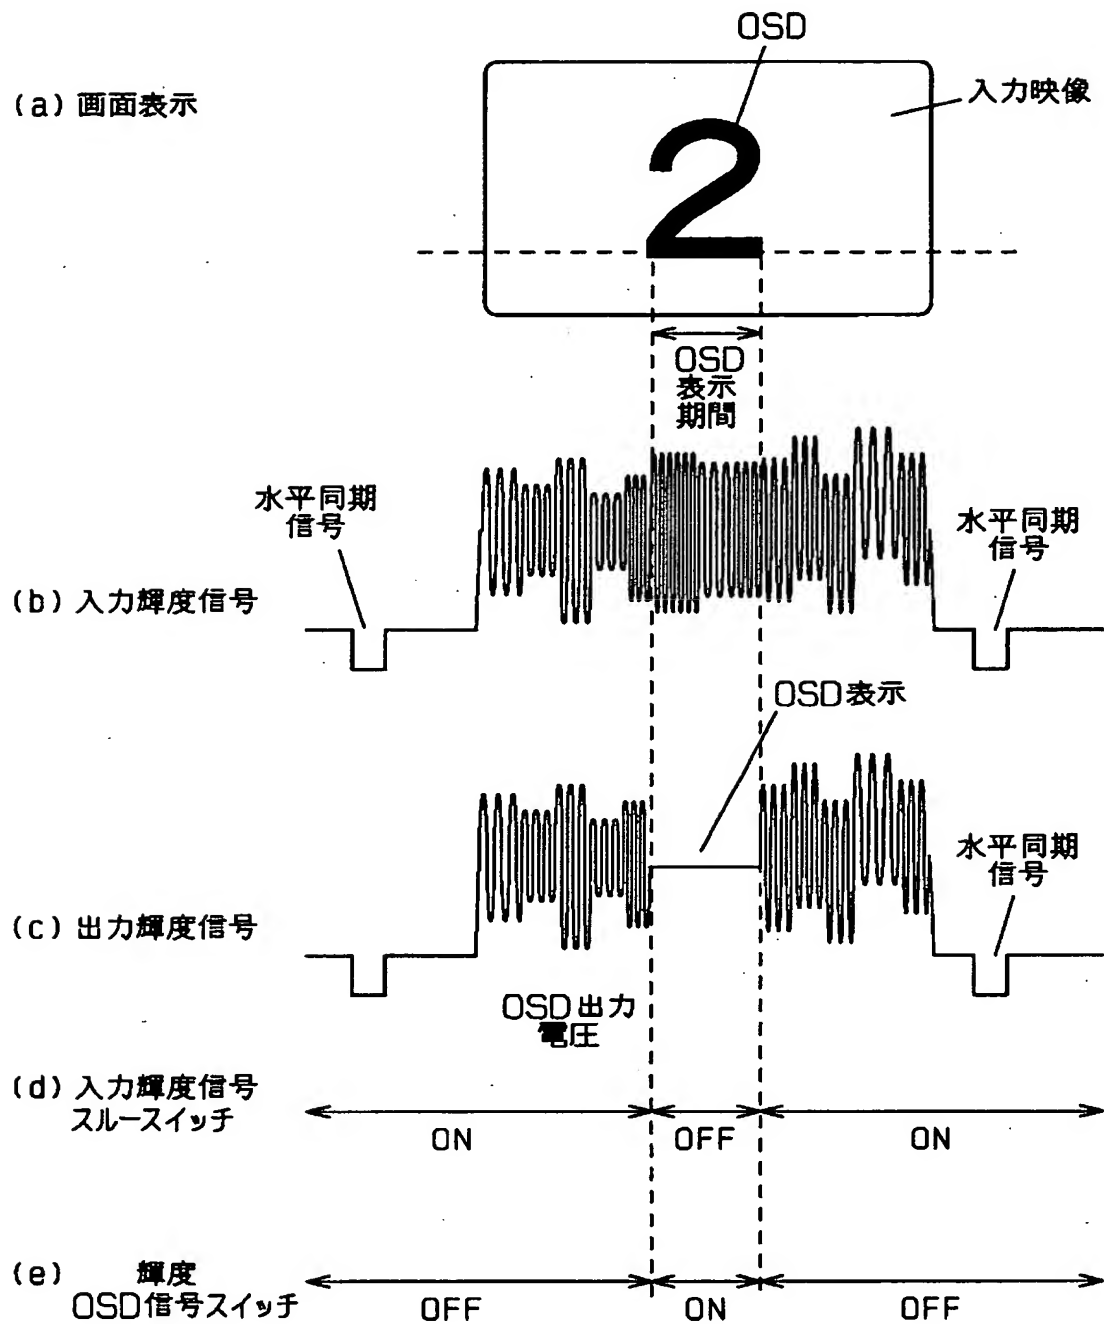 OSD
(a) 画面表示
入力映像
2
OSD
表示
期間
水平同期
信号
水平同期
信号
(b) 入力輝度信号
OSD表示
水平同期
信号
(c) 出力輝度信号
OSD出力
電圧
(d) 入力輝度信号
スルースイッチ
ON
OFF
ON
(e) 輝度
OSD信号スイッチ
OFF
ON
OFF